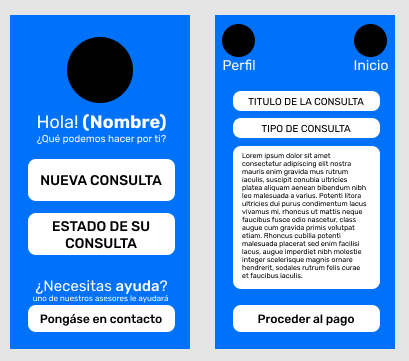 Hola! (Nombre)
¿Qué podemos hacer por ti?
NUEVA CONSULTA
ESTADO DE SU
CONSULTA
¿Necesitas ayuda?
uno de nuestros asesores le ayudará
Pongáse en contacto
Perfil
Inicio
TITULO DE LA CONSULTA
TIPO DE CONSULTA
Lorem ipsum dolor sit amet
consectetur adipiscing elit nostra
mauris enim gravida mus rutrum
iaculis, suscipit conubia ultricies
platea aliquam aenean bibendum nibh
leo malesuada a varius. Potenti litora
ultricies dui purus condimentum lacus
vivamus mi, rhoncus ut mattis neque
faucibus fusce odio nascetur, class
augue cum gravida primis volutpat
etiam. Rhoncus cubilia potenti
malesuada placerat sed enim facilisi
lacus, augue imperdiet nibh molestie
integer scelerisque magnis ornare
hendrerit, sodales rutrum felis curae
et faucibus iaculis.
Proceder al pago